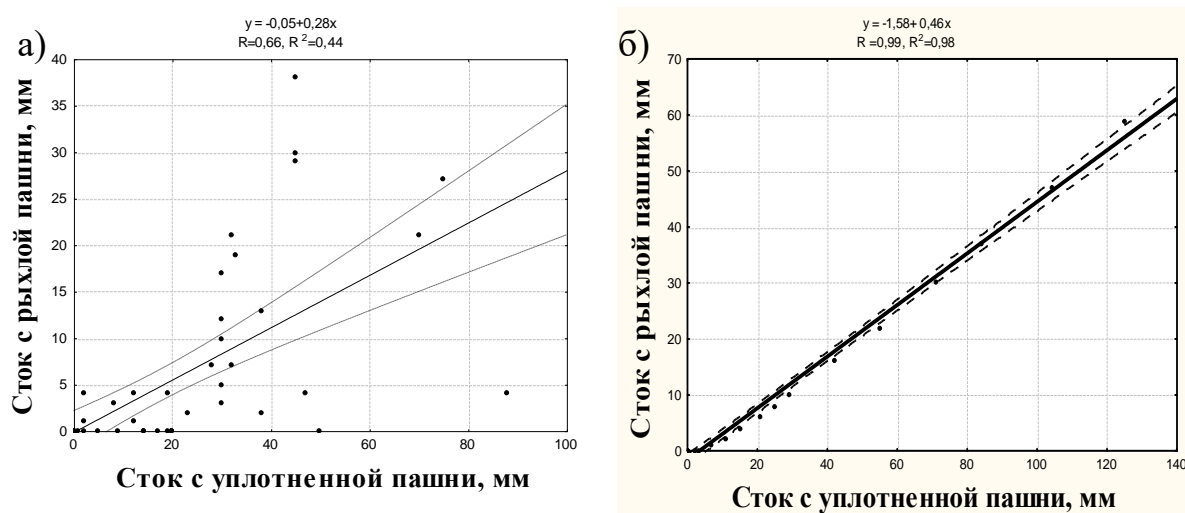 а)
y = -0,05+0,28x
R=0,66, R²=0,44
Сток с рыхлой пашни, мм
40
35
30
25
20
15
10
5
0
0 20 40 60 80 100
Сток с уплотненной пашни, мм
б)
y = -1,58+ 0,46x
R =0,99, R²=0,98
Сток с рыхлой пашни, мм
70
60
50
40
30
20
10
0
0 20 40 60 80 100 120 140
Сток с уплотненной пашни, мм